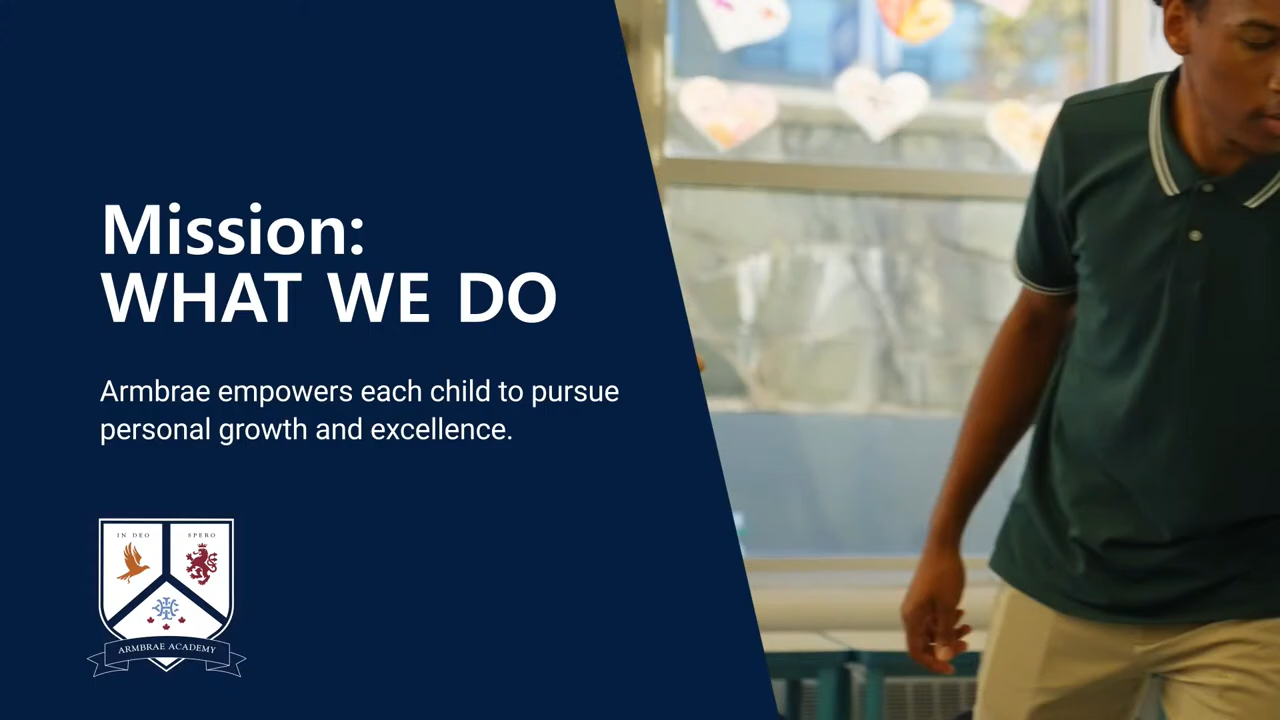 Mission:
WHAT WE DO
Armbrae empowers each child to pursue
personal growth and excellence.
IN DEO SPERO
ARMBRAE ACADEMY